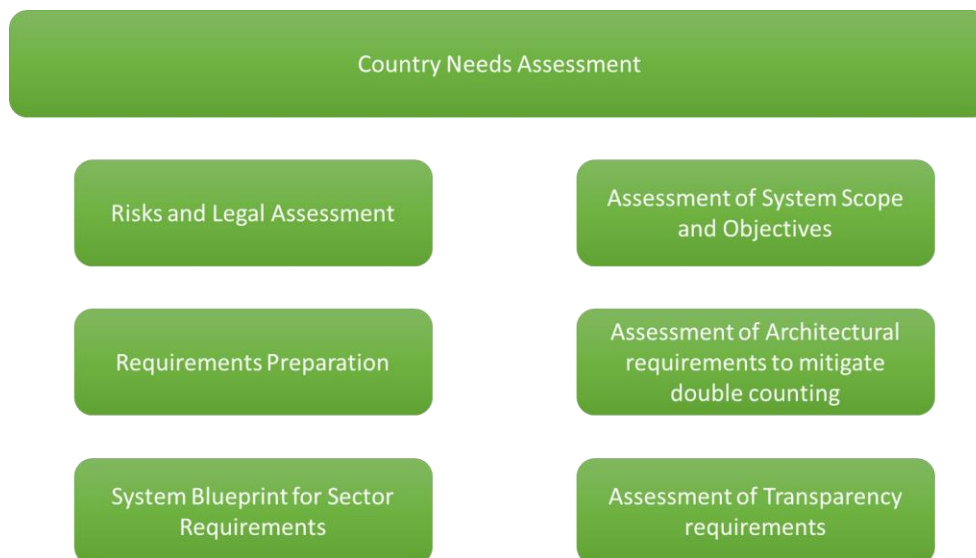 Country Needs Assessment
Risks and Legal Assessment
Assessment of System Scope
and Objectives
Requirements Preparation
Assessment of Architectural
requirements to mitigate
double counting
System Blueprint for Sector
Requirements
Assessment of Transparency
requirements